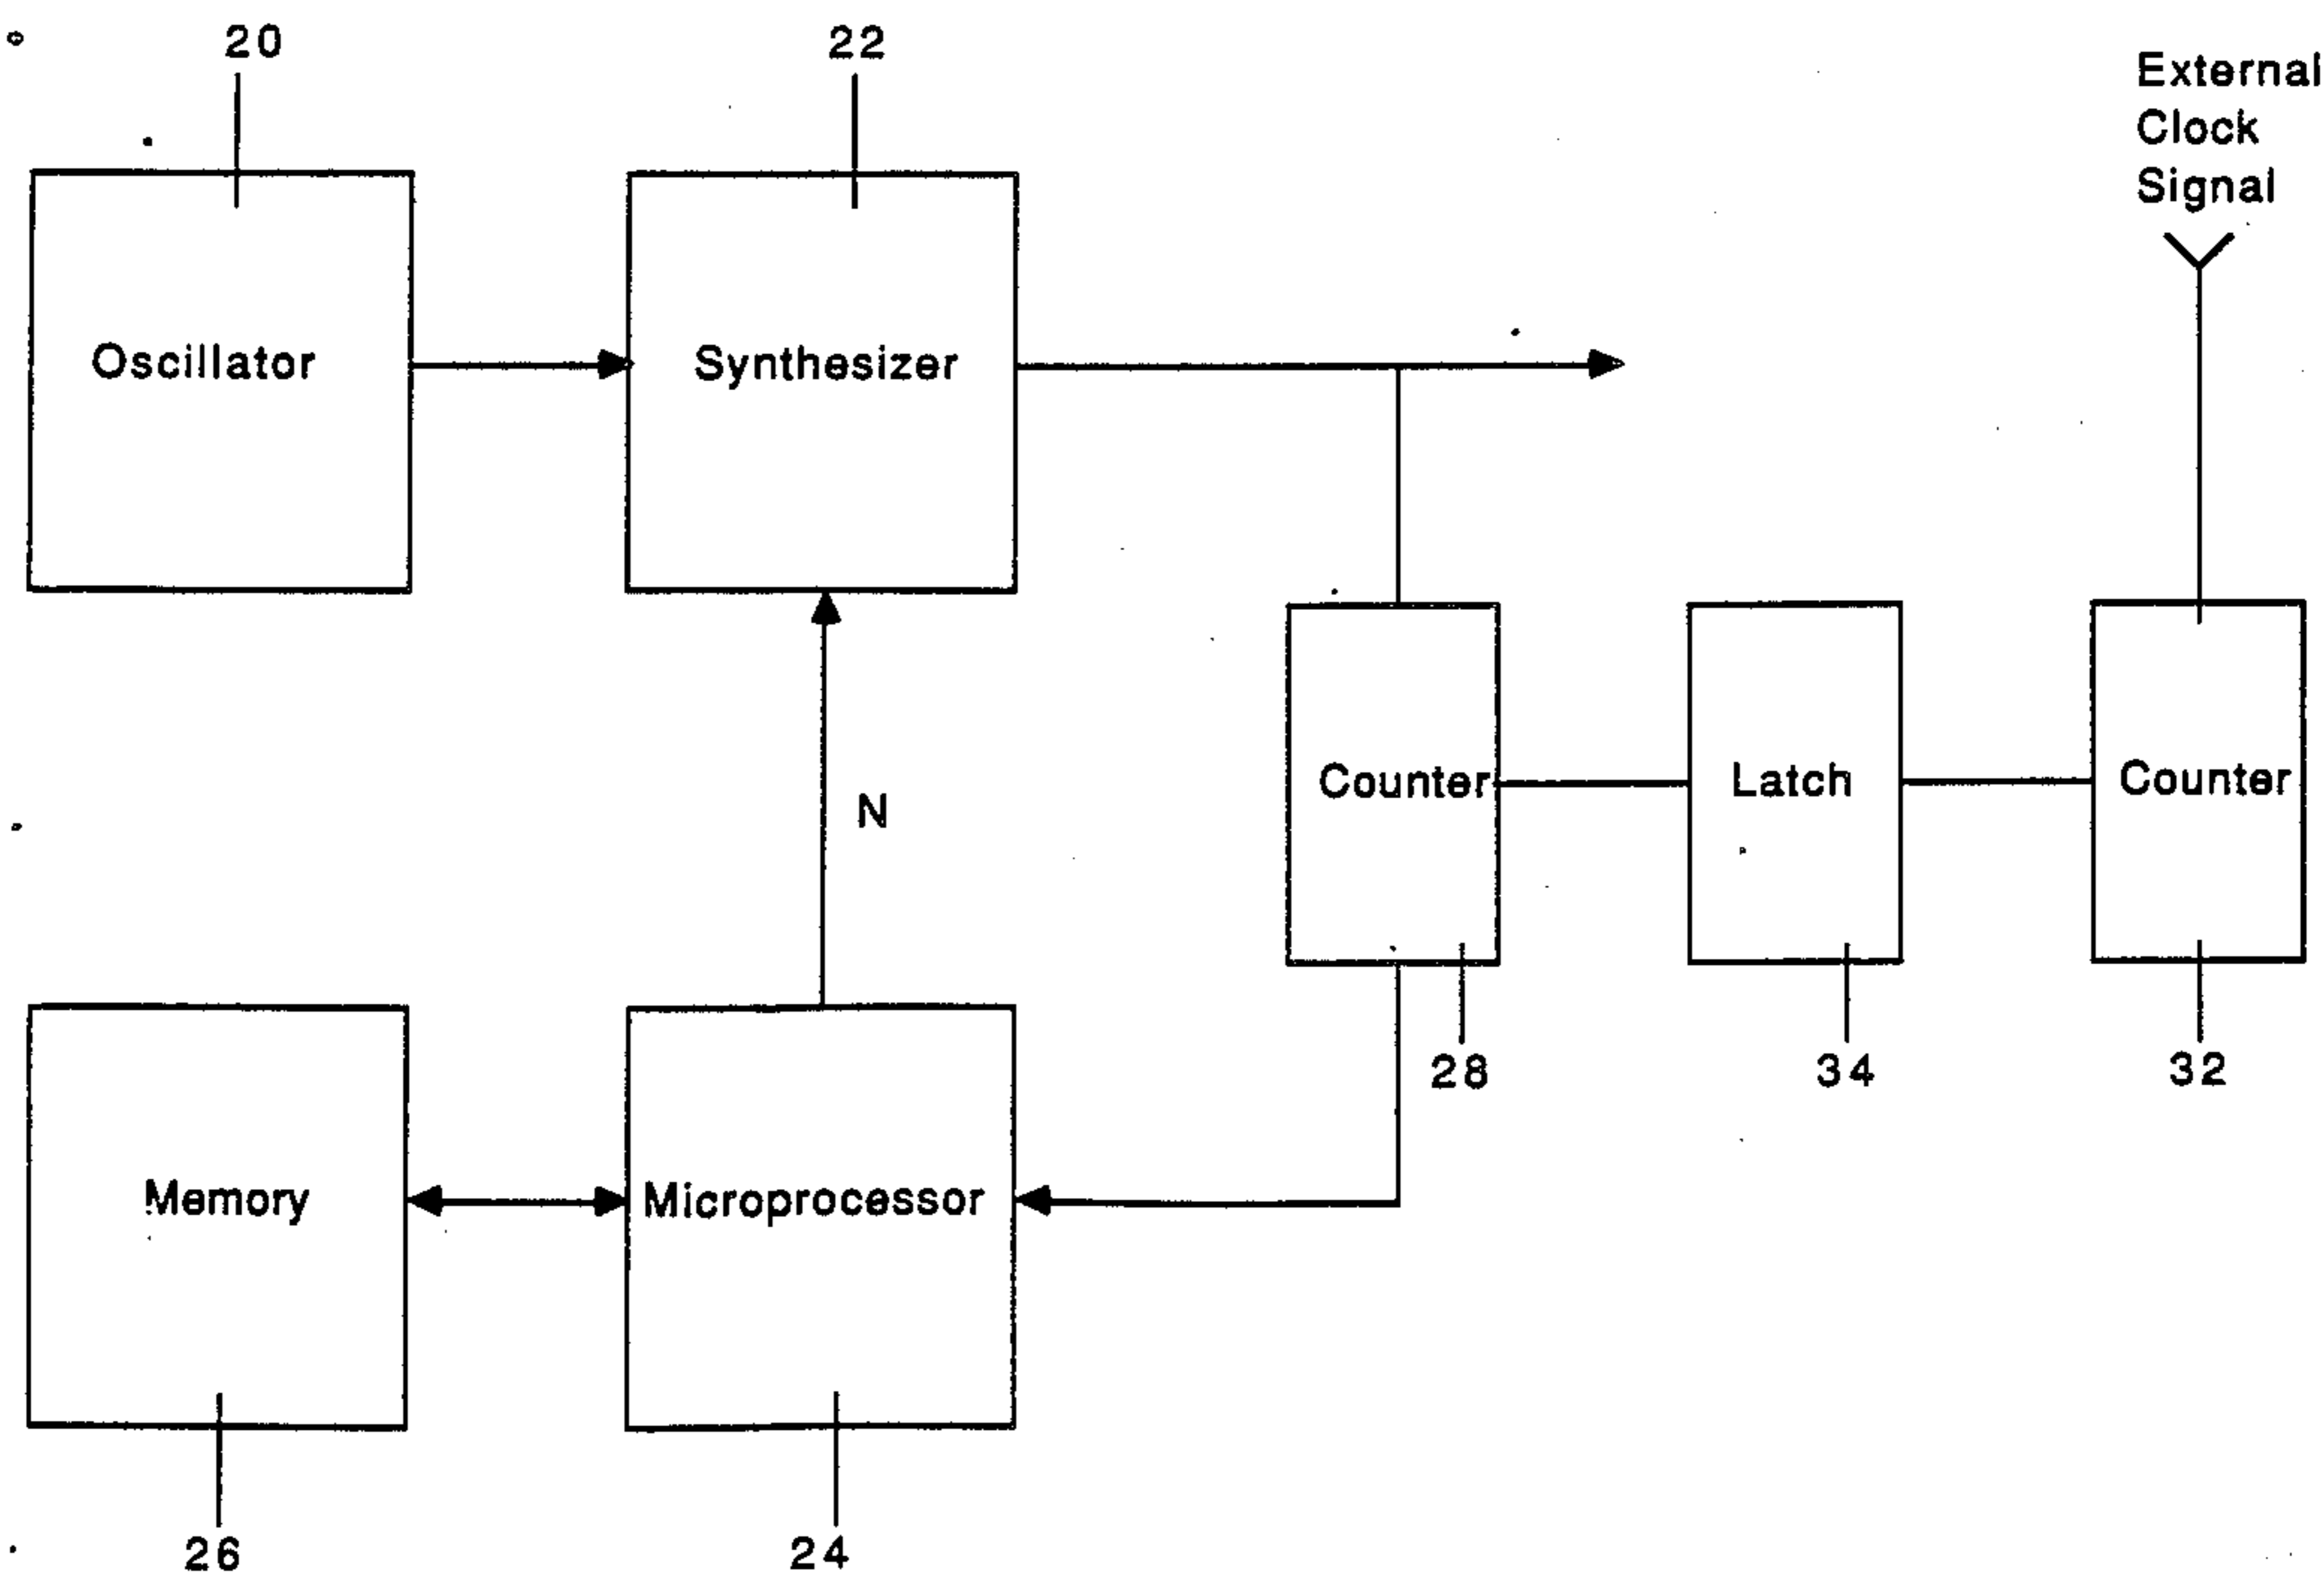 20
22
External
Clock
Signal
Oscillator
Synthesizer
N
Counter
Latch
Counter
28
34
32
Memory
Microprocessor
26
24